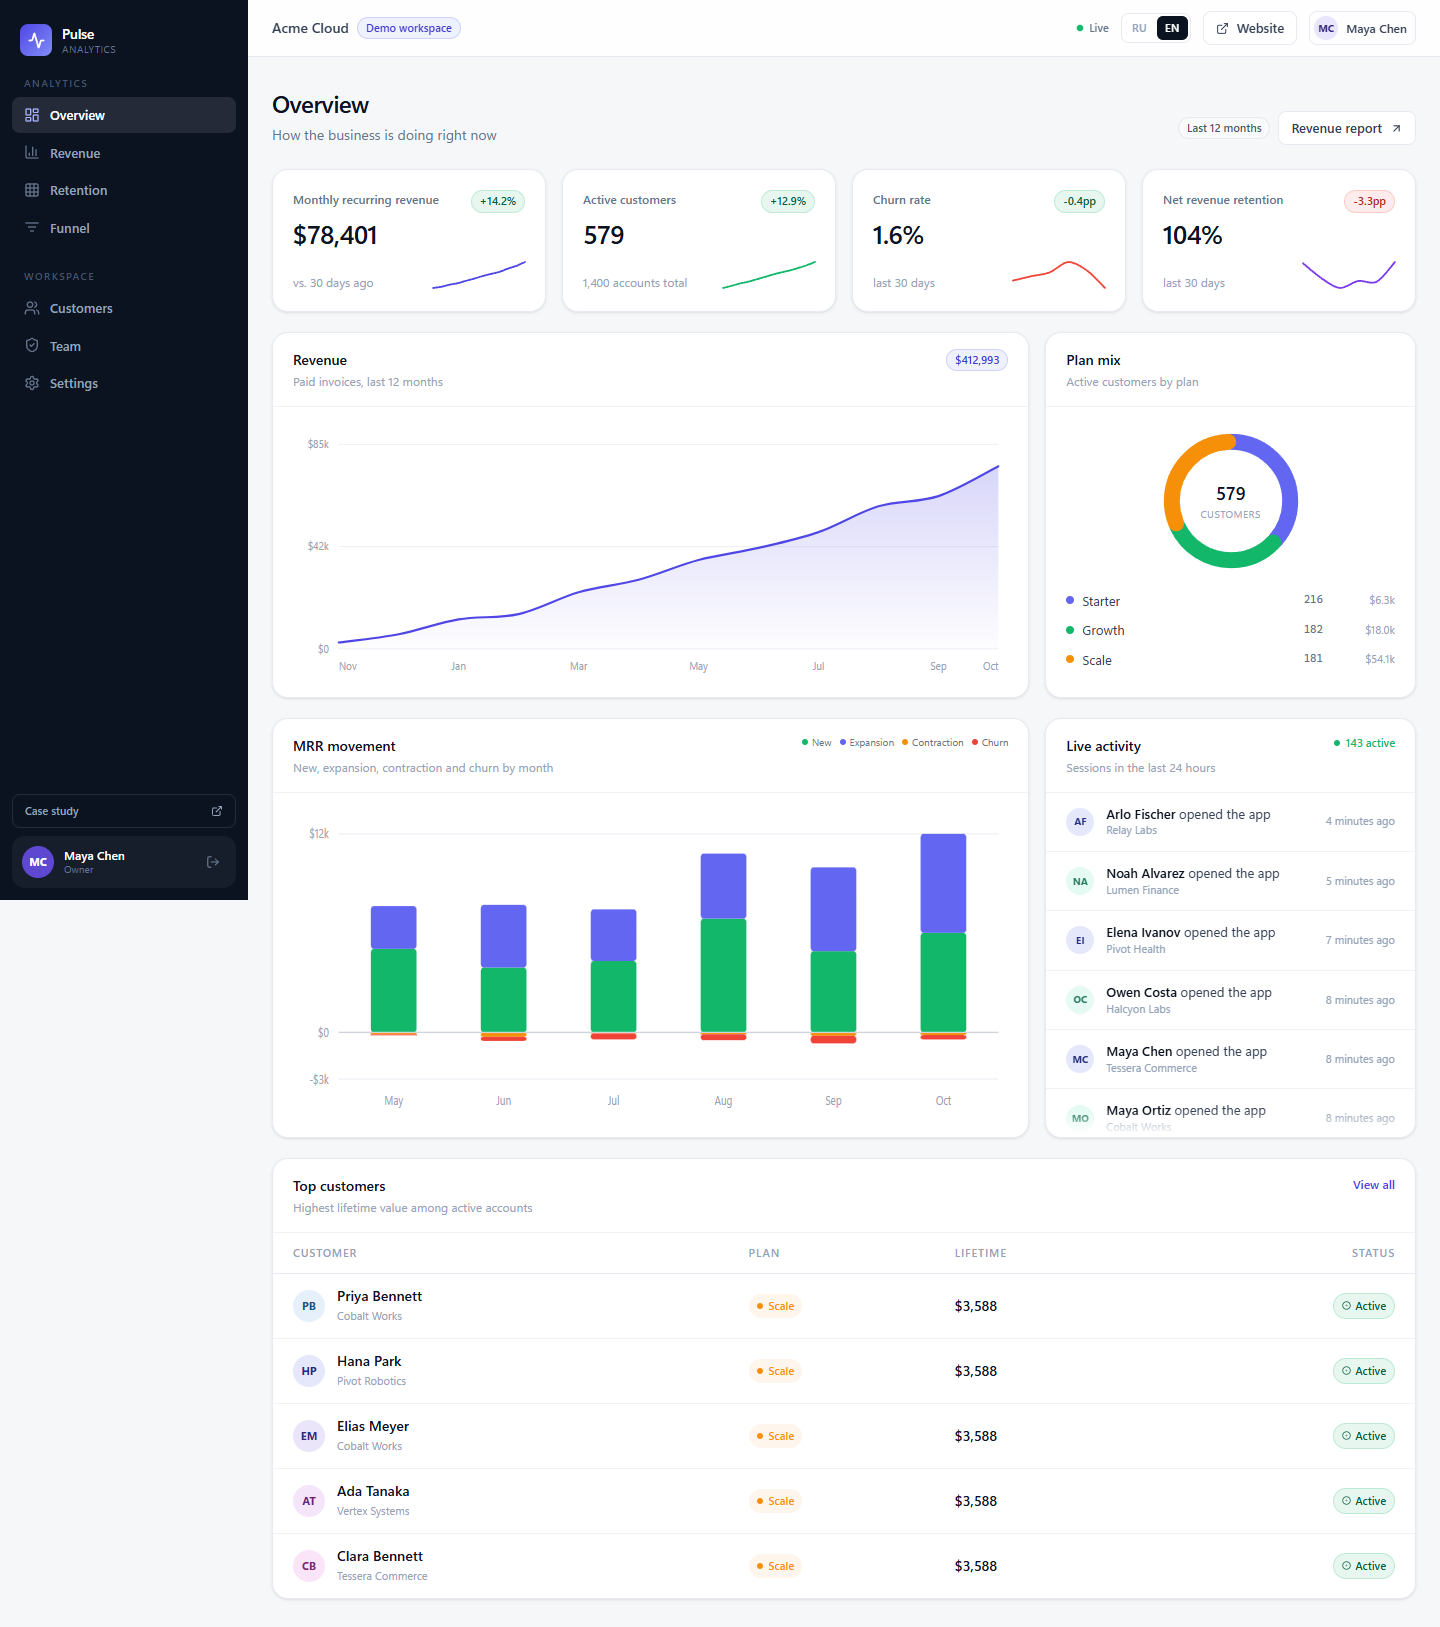 Pulse
ANALYTICS
ANALYTICS
Overview
Revenue
Retention
Funnel
WORKSPACE
Customers
Team
Settings
Case study
MC
Maya Chen
Owner
Acme Cloud
Demo workspace
Live
RU
EN
Website
MC
Maya Chen
Overview
How the business is doing right now
Last 12 months
Revenue report
Monthly recurring revenue
+14.2%
$78,401
vs. 30 days ago
Active customers
+12.9%
579
1,400 accounts total
Churn rate
-0.4pp
1.6%
last 30 days
Net revenue retention
-3.3pp
104%
last 30 days
Revenue
$412,993
Paid invoices, last 12 months
$85k
$42k
$0
Nov
Jan
Mar
May
Jul
Sep
Oct
Plan mix
Active customers by plan
579
CUSTOMERS
Starter 216 $6.3k
Growth 182 $18.0k
Scale 181 $54.1k
MRR movement
New
Expansion
Contraction
Churn
New, expansion, contraction and churn by month
$12k
$0
-$3k
May
Jun
Jul
Aug
Sep
Oct
Live activity
143 active
Sessions in the last 24 hours
AF
Arlo Fischer opened the app
Relay Labs
4 minutes ago
NA
Noah Alvarez opened the app
Lumen Finance
5 minutes ago
EI
Elena Ivanov opened the app
Pivot Health
7 minutes ago
OC
Owen Costa opened the app
Halcyon Labs
8 minutes ago
MC
Maya Chen opened the app
Tessera Commerce
8 minutes ago
MO
Maya Ortiz opened the app
Cobalt Works
8 minutes ago
Top customers
View all
Highest lifetime value among active accounts
CUSTOMER PLAN LIFETIME STATUS
PB
Priya Bennett
Cobalt Works
Scale
$3,588
Active
HP
Hana Park
Pivot Robotics
Scale
$3,588
Active
EM
Elias Meyer
Cobalt Works
Scale
$3,588
Active
AT
Ada Tanaka
Vertex Systems
Scale
$3,588
Active
CB
Clara Bennett
Tessera Commerce
Scale
$3,588
Active